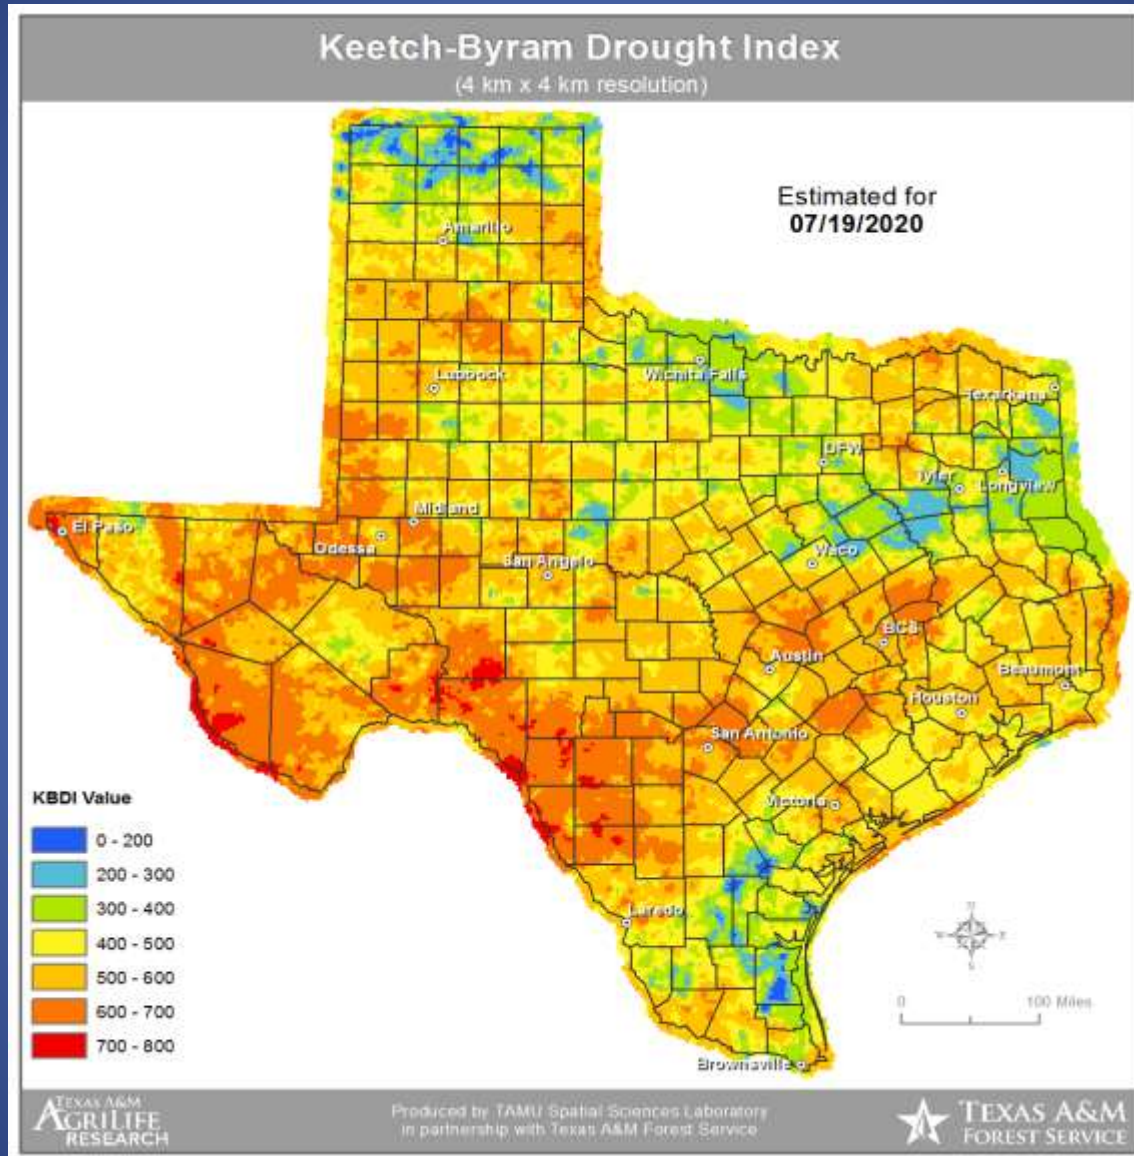 Keetch-Byram Drought Index
(4 km x 4 km resolution)
Estimated for
07/19/2020
Amarillo
Wichita Falls
Lubbock
Texarkana
DFW
Tyler
Longview
Midland
El Paso
Odessa
San Angelo
Waco
BCS
Austin
Beaumont
Houston
San Antonio
Victoria
Laredo
Brownsville
KBDI Value
0 - 200
200 - 300
300 - 400
400 - 500
500 - 600
600 - 700
700 - 800
N
W E
S
0 100 Miles
TEXAS A&M
AGRILIFE
RESEARCH
Produced by TAMU Spatial Sciences Laboratory
in partnership with Texas A&M Forest Service
TEXAS A&M
FOREST SERVICE